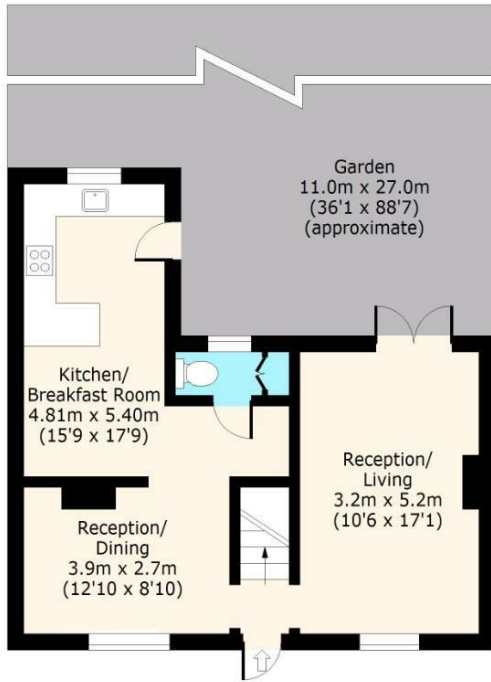 Garden
11.0m x 27.0m
(36'1 x 88'7)
(approximate)
Kitchen/
Breakfast Room
4.81m x 5.40m
(15'9 x 17'9)
Reception/
Living
3.2m x 5.2m
(10'6 x 17'1)
Reception/
Dining
3.9m x 2.7m
(12'10 x 8'10)